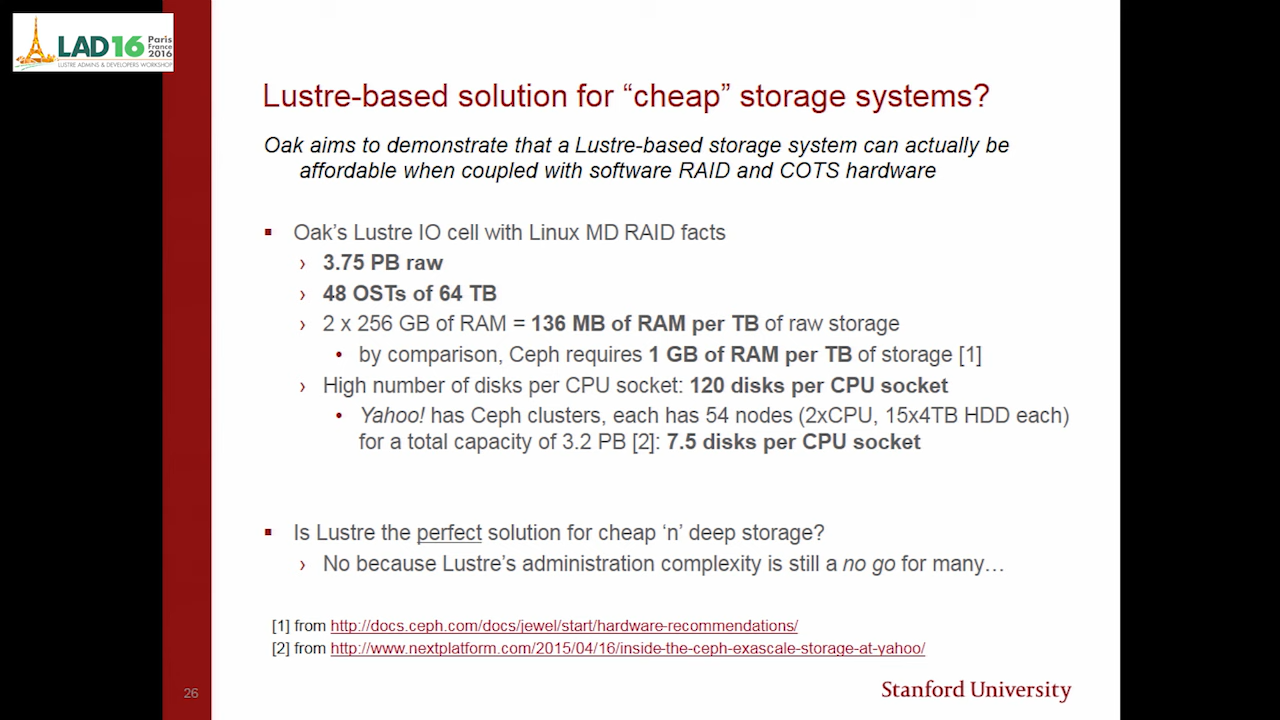 LAD16 Paris France 2016
LUSTRE ADMINS & DEVELOPERS WORKSHOP
Lustre-based solution for “cheap” storage systems?
Oak aims to demonstrate that a Lustre-based storage system can actually be
affordable when coupled with software RAID and COTS hardware
▪ Oak’s Lustre IO cell with Linux MD RAID facts
› 3.75 PB raw
› 48 OSTs of 64 TB
› 2 x 256 GB of RAM = 136 MB of RAM per TB of raw storage
• by comparison, Ceph requires 1 GB of RAM per TB of storage [1]
› High number of disks per CPU socket: 120 disks per CPU socket
• Yahoo! has Ceph clusters, each has 54 nodes (2xCPU, 15x4TB HDD each)
for a total capacity of 3.2 PB [2]: 7.5 disks per CPU socket
▪ Is Lustre the perfect solution for cheap ‘n’ deep storage?
› No because Lustre’s administration complexity is still a no go for many…
[1] from http://docs.ceph.com/docs/jewel/start/hardware-recommendations/
[2] from http://www.nextplatform.com/2015/04/16/inside-the-ceph-exascale-storage-at-yahoo/
26
Stanford University